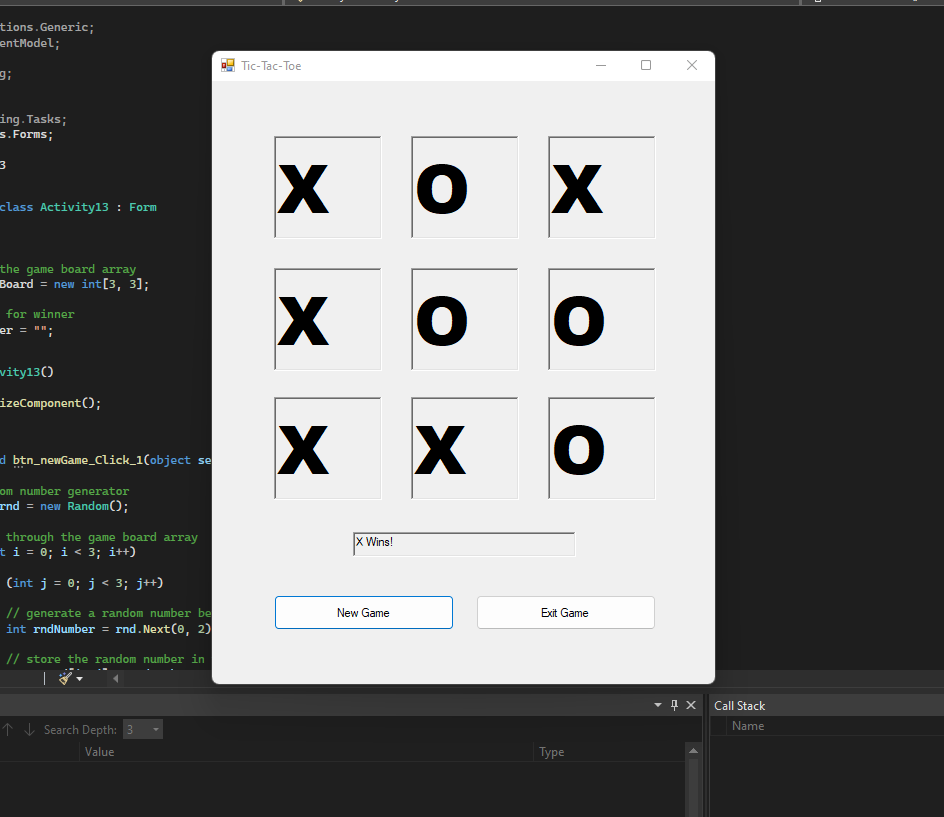 tions.Generic;
entModel;
g;
ing.Tasks;
s.Forms;
3
class Activity13 : Form
the game board array
Board = new int[3, 3];
for winner
er = "";
vity13()
izeComponent();
d btn_newGame_Click_1(object se
om number generator
rnd = new Random();
through the game board array
t i = 0; i < 3; i++)
(int j = 0; j < 3; j++)
// generate a random number be
int rndNumber = rnd.Next(0, 2)
// store the random number in
Tic-Tac-Toe
X O X
X O O
X X O
X Wins!
New Game Exit Game
Search Depth: 3
Value Type
Call Stack
Name